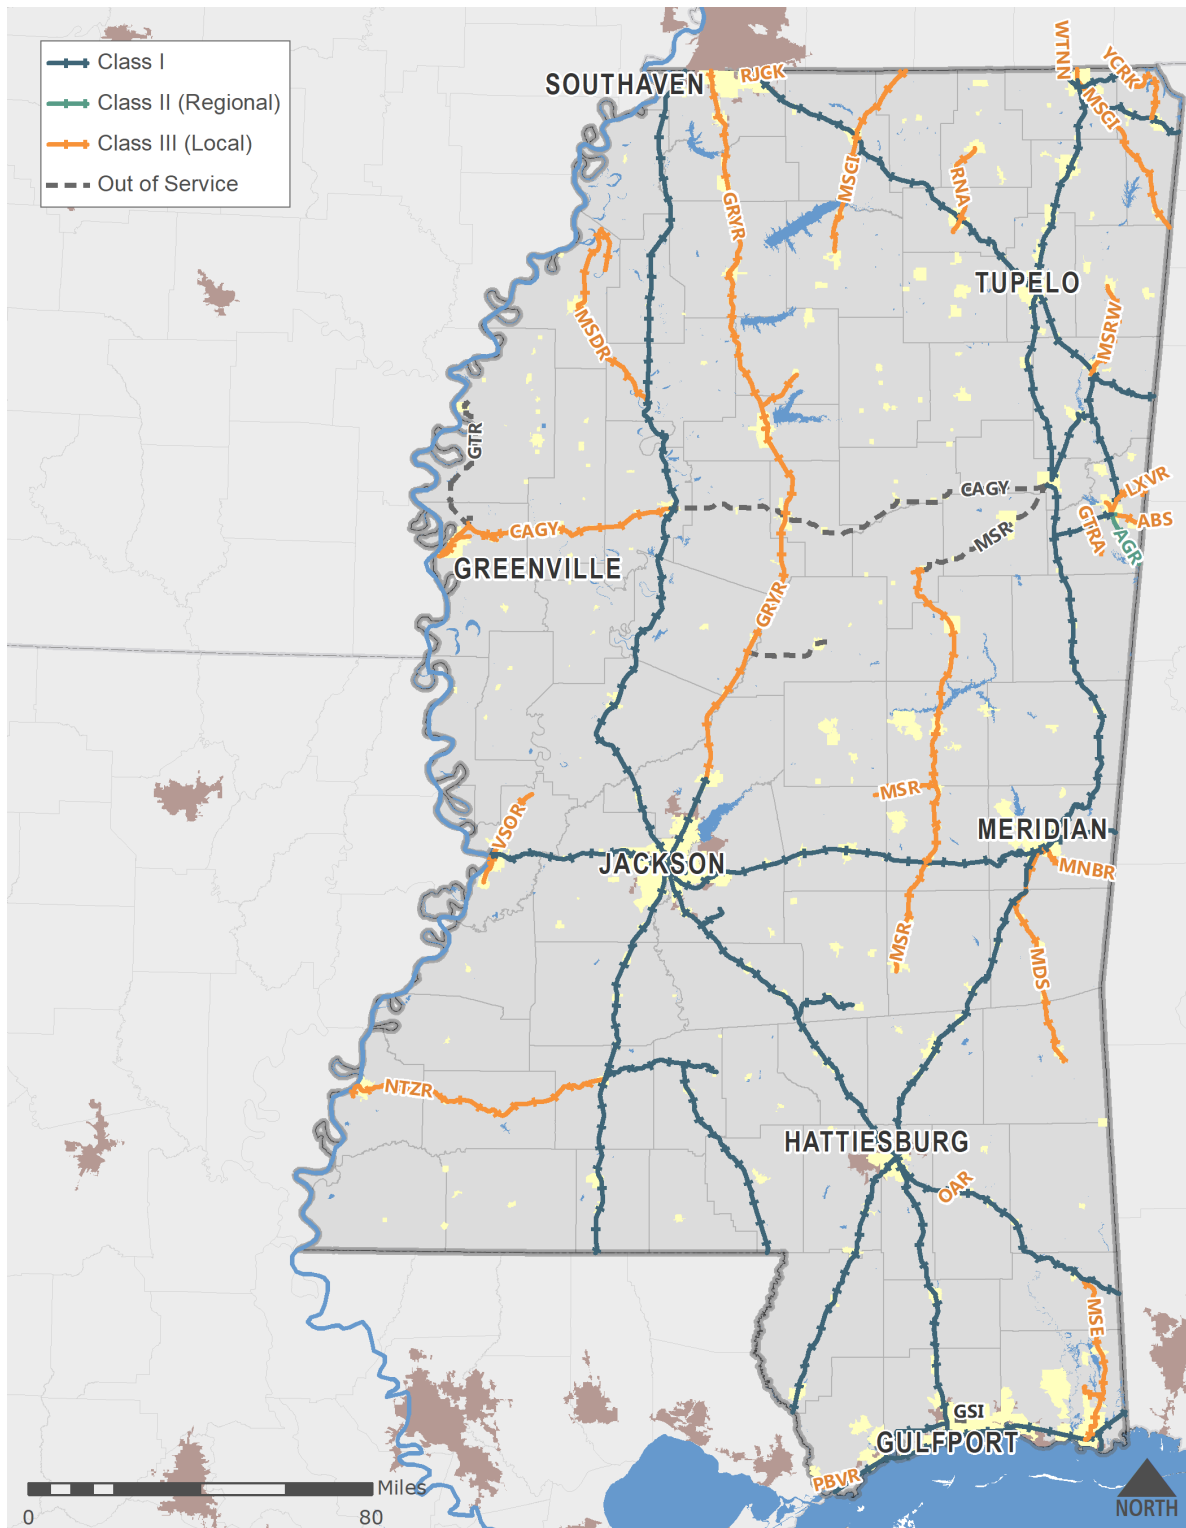 Class I
Class II (Regional)
Class III (Local)
Out of Service
SOUTHAVEN
RJCK
WTNN
YCRK
MSCI
MSCI
GRYR
RNA
TUPELO
MSRW
MSDR
GTR
CAGY
CAGY
MSR
LXVR
ABS
GTRA
AGR
GREENVILLE
GRYR
MSR
VSOR
JACKSON
MERIDIAN
MNBR
MSR
MDS
NTZR
HATTIESBURG
OAR
MSE
GSI
GULFPORT
PBVR
Miles
0 80
NORTH